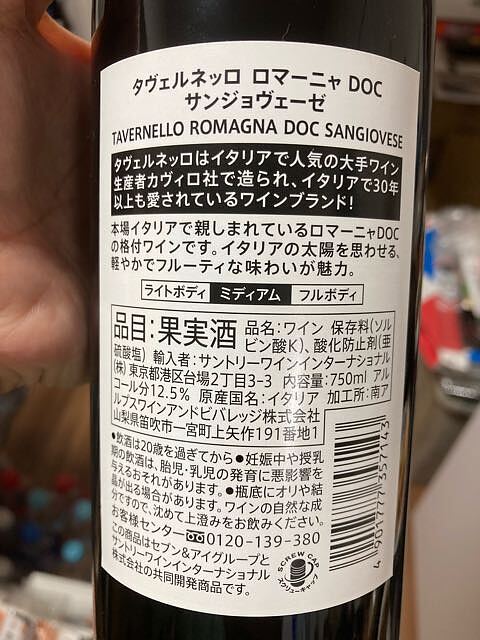 タヴェルネッロ ロマーニャ DOC
サンジョヴェーゼ
TAVERNELLO ROMAGNA DOC SANGIOVESE
タヴェルネッロはイタリアで人気の大手ワイン
生産者カヴィロ社で造られ、イタリアで30年
以上も愛されているワインブランド!
本場イタリアで親しまれているロマーニャDOC
の格付ワインです。イタリアの太陽を思わせる、
軽やかでフルーティな味わいが魅力。
ライトボディ ミディアム フルボディ
品目:果実酒 品名:ワイン 保存料(ソル
ビン酸K)、酸化防止剤(亜
硫酸塩) 輸入者:サントリーワインインターナショナル
(株) 東京都港区台場2丁目3-3 内容量:750ml アル
コール分12.5% 原産国名:イタリア 加工所:南ア
ルプスワインアンドビバレッジ株式会社
山梨県笛吹市一宮町上矢作191番地1
●飲酒は20歳を過ぎてから ●妊娠中や授乳
期の飲酒は、胎児・乳児の発育に悪影響を
与えるおそれがあります。●瓶底にオリや結
晶が出る場合があります。ワインの自然な成
分ですので、沈めて上澄みをお飲みください。
お客様センター 0120-139-380
この商品はセブン&アイグループと
サントリーワインインターナショナル
株式会社の共同開発商品です。
SCREW CAP
スクリューキャップ
4901777357143